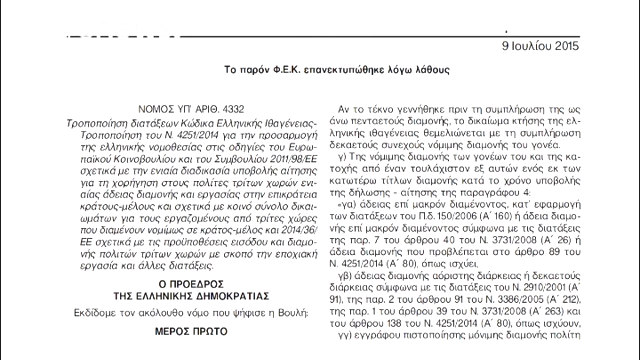 9 Ιουλίου 2015
Το παρόν Φ.Ε.Κ. επανεκτυπώθηκε λόγω λάθους
ΝΟΜΟΣ ΥΠ' ΑΡΙΘ. 4332
Τροποποίηση διατάξεων Κώδικα Ελληνικής Ιθαγένειας-
Τροποποίηση του Ν. 4251/2014 για την προσαρμογή
της ελληνικής νομοθεσίας στις οδηγίες του Ευρω
παϊκού Κοινοβουλίου και του Συμβουλίου 2011/98/ΕΕ
σχετικά με την ενιαία διαδικασία υποβολής αίτησης
για τη χορήγηση στους πολίτες τρίτων χωρών ενι
αίας άδειας διαμονής και εργασίας στην επικράτεια
κράτους-μέλους και σχετικά με κοινό σύνολο δικαι
ωμάτων για τους εργαζομένους από τρίτες χώρες
που διαμένουν νομίμως σε κράτος-μέλος και 2014/36/
ΕΕ σχετικά με τις προϋποθέσεις εισόδου και διαμο
νής πολιτών τρίτων χωρών με σκοπό την εποχιακή
εργασία και άλλες διατάξεις.
Ο ΠΡΟΕΔΡΟΣ
ΤΗΣ ΕΛΛΗΝΙΚΗΣ ΔΗΜΟΚΡΑΤΙΑΣ
Εκδίδομε τον ακόλουθο νόμο που ψήφισε η Βουλή:
ΜΕΡΟΣ ΠΡΩΤΟ
Αν το τέκνο γεννήθηκε πριν τη συμπλήρωση της ως
άνω πενταετούς διαμονής, το δικαίωμα κτήσης της ελ
ληνικής ιθαγένειας θεμελιώνεται με τη συμπλήρωση
δεκαετούς συνεχούς νόμιμης διαμονής του γονέα.
γ) Της νόμιμης διαμονής των γονέων του και της κα
τοχής από έναν τουλάχιστον εξ αυτών ενός εκ των
κατωτέρω τίτλων διαμονής κατά το χρόνο υποβολής
της δήλωσης - αίτησης της παραγράφου 4:
«γα) άδειας επί μακρόν διαμένοντος, κατ' εφαρμογή
των διατάξεων του Π.δ. 150/2006 (Α΄ 160) ή άδεια διαμο
νής επί μακρόν διαμένοντος σύμφωνα με τις διατάξεις
της παρ. 7 του άρθρου 40 του Ν. 3731/2008 (Α΄ 26) ή
άδεια διαμονής που προβλέπεται στο άρθρο 89 του
Ν. 4251/2014 (Α΄ 80), όπως ισχύει.
γβ) άδειας διαμονής αόριστης διάρκειας ή δεκαετούς
διάρκειας σύμφωνα με τις διατάξεις του Ν. 2910/2001 (Α΄
91), της παρ. 2 του άρθρου 91 του Ν. 3386/2005 (Α΄ 212),
της παρ. 1 του άρθρου 39 του Ν. 3731/2008 (Α΄ 263) και
του άρθρου 138 του Ν. 4251/2014 (Α΄ 80), όπως ισχύουν,
γγ) εγγράφου πιστοποίησης μόνιμης διαμονής πολίτη